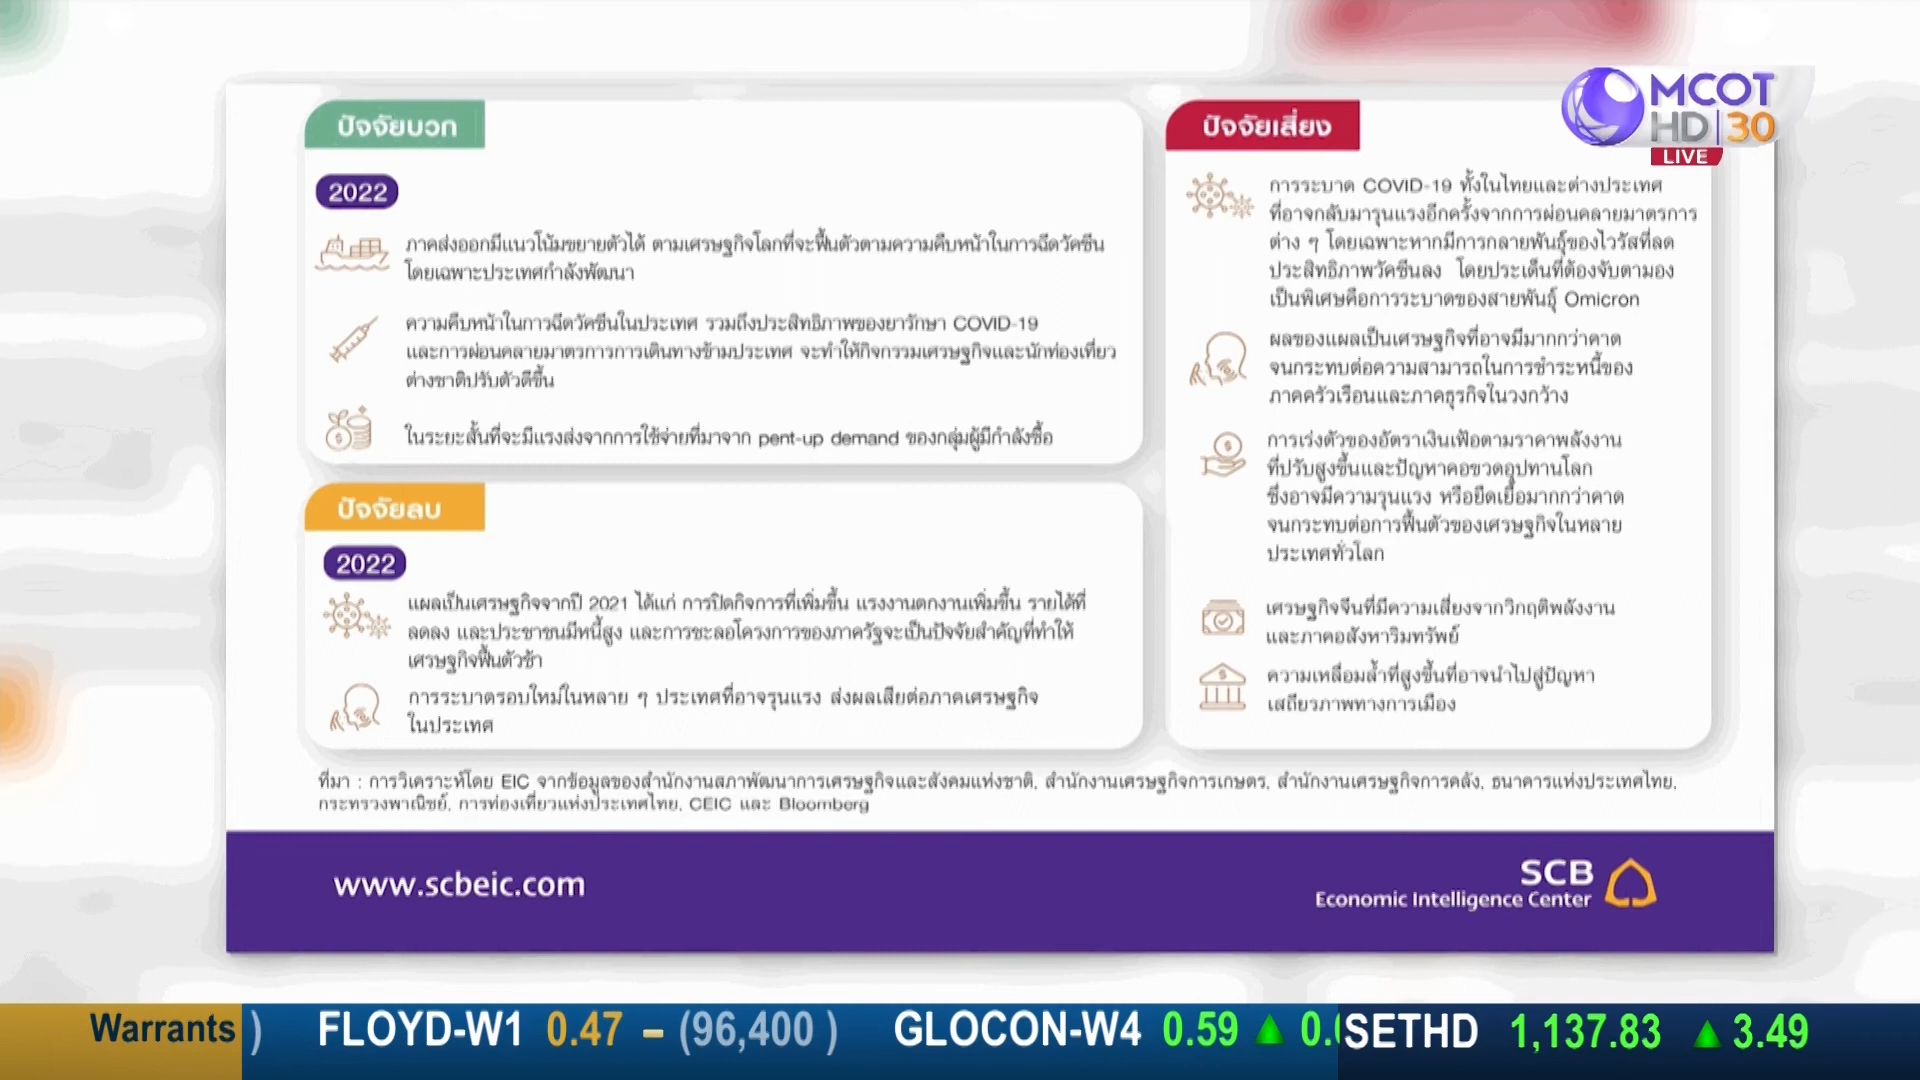 MCOT
HD 30
LIVE
ปัจจัยบวก
2022
ภาคส่งออกมีแนวโน้มขยายตัวได้ ตามเศรษฐกิจโลกที่จะฟื้นตัวตามความคืบหน้าในการฉีดวัคซีน
โดยเฉพาะประเทศกำลังพัฒนา
ความคืบหน้าในการฉีดวัคซีนในประเทศ รวมถึงประสิทธิภาพของยารักษา COVID-19
และการผ่อนคลายมาตรการการเดินทางข้ามประเทศ จะทำให้กิจกรรมเศรษฐกิจและนักท่องเที่ยว
ต่างชาติปรับตัวดีขึ้น
ในระยะสั้นที่จะมีแรงส่งจากการใช้จ่ายที่มาจาก pent-up demand ของกลุ่มผู้มีกำลังซื้อ
ปัจจัยลบ
2022
แผลเป็นเศรษฐกิจจากปี 2021 ได้แก่ การปิดกิจการที่เพิ่มขึ้น แรงงานตกงานเพิ่มขึ้น รายได้ที่
ลดลง และประชาชนมีหนี้สูง และการชะลอโครงการของภาครัฐจะเป็นปัจจัยสำคัญที่ทำให้
เศรษฐกิจฟื้นตัวช้า
การระบาดรอบใหม่ในหลาย ๆ ประเทศที่อาจรุนแรง ส่งผลเสียต่อภาคเศรษฐกิจ
ในประเทศ
ปัจจัยเสี่ยง
การระบาด COVID-19 ทั้งในไทยและต่างประเทศ
ที่อาจกลับมารุนแรงอีกครั้งจากการผ่อนคลายมาตรการ
ต่าง ๆ โดยเฉพาะหากมีการกลายพันธุ์ของไวรัสที่ลด
ประสิทธิภาพวัคซีนลง โดยประเด็นที่ต้องจับตามอง
เป็นพิเศษคือการระบาดของสายพันธุ์ Omicron
ผลของแผลเป็นเศรษฐกิจที่อาจมีมากกว่าคาด
จนกระทบต่อความสามารถในการชำระหนี้ของ
ภาคครัวเรือนและภาคธุรกิจในวงกว้าง
การเร่งตัวของอัตราเงินเฟ้อตามราคาพลังงาน
ที่ปรับสูงขึ้นและปัญหาคอขวดอุปทานโลก
ซึ่งอาจมีความรุนแรง หรือยืดเยื้อมากกว่าคาด
จนกระทบต่อการฟื้นตัวของเศรษฐกิจในหลาย
ประเทศทั่วโลก
เศรษฐกิจจีนที่มีความเสี่ยงจากวิกฤติพลังงาน
และภาคอสังหาริมทรัพย์
ความเหลื่อมล้ำที่สูงขึ้นที่อาจนำไปสู่ปัญหา
เสถียรภาพทางการเมือง
ที่มา : การวิเคราะห์โดย EIC จากข้อมูลของสำนักงานสภาพัฒนาการเศรษฐกิจและสังคมแห่งชาติ, สำนักงานเศรษฐกิจการเกษตร, สำนักงานเศรษฐกิจการคลัง, ธนาคารแห่งประเทศไทย,
กระทรวงพาณิชย์, การท่องเที่ยวแห่งประเทศไทย, CEIC และ Bloomberg
www.scbeic.com
SCB
Economic Intelligence Center
Warrants ) FLOYD-W1 0.47 – (96,400 ) GLOCON-W4 0.59 ▲ SETHD 1,137.83 ▲ 3.49